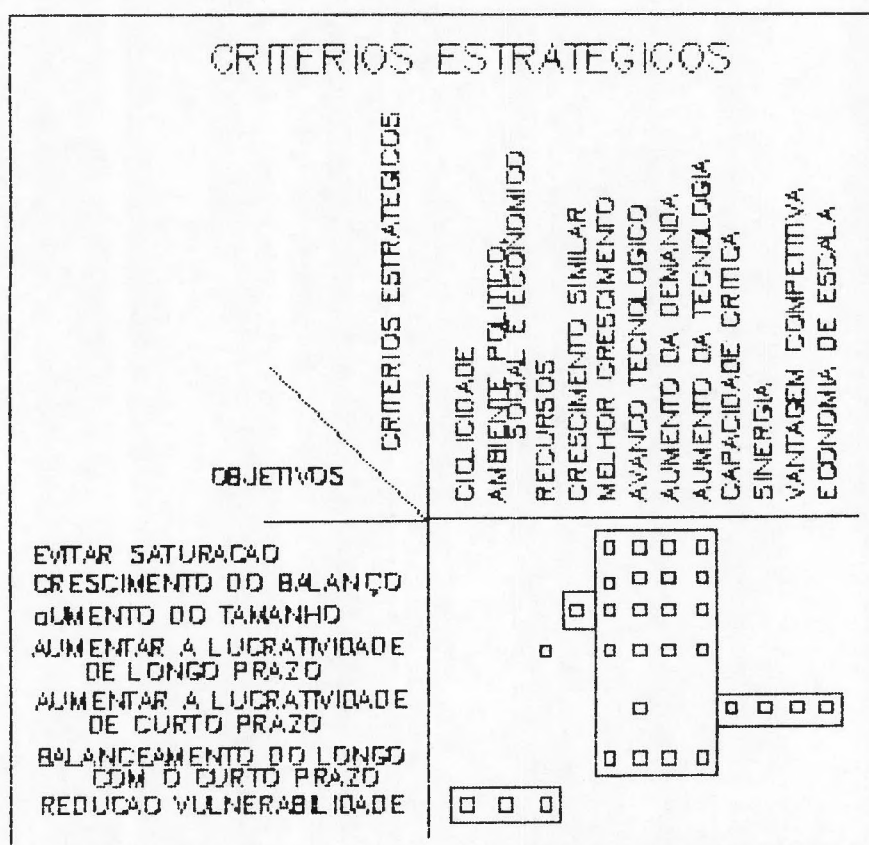 CRITERIOS ESTRATEGICOS
CRITERIOS ESTRATEGICOS
CICLICIDADE
AMBIENTE POLITICO,
SOCIAL E ECONOMICO
RECURSOS
CRESCIMENTO SIMILAR
MELHOR CRESCIMENTO
AVANCO TECNOLOGICO
AUMENTO DA DEMANDA
AUMENTO DA TECNOLOGIA
CAPACIDADE CRITICA
SINERGIA
VANTAGEM COMPETITIVA
ECONOMIA DE ESCALA
OBJETIVOS
EVITAR SATURACAO
CRESCIMENTO DO BALANÇO
aUMENTO DO TAMANHO
AUMENTAR A LUCRATIVIDADE
DE LONGO PRAZO
AUMENTAR A LUCRATIVIDADE
DE CURTO PRAZO
BALANCEAMENTO DO LONGO
COM O CURTO PRAZO
REDUCAO VULNERABILIDADE